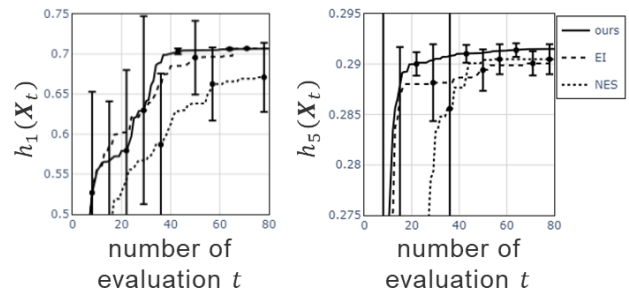 0.75
0.7
0.65
0.6
0.55
0.5
0 20 40 60 80
h₁(Xₜ)
number of
evaluation t
0.295
0.29
0.285
0.28
0.275
0 20 40 60 80
h₅(Xₜ)
number of
evaluation t
ours
EI
NES